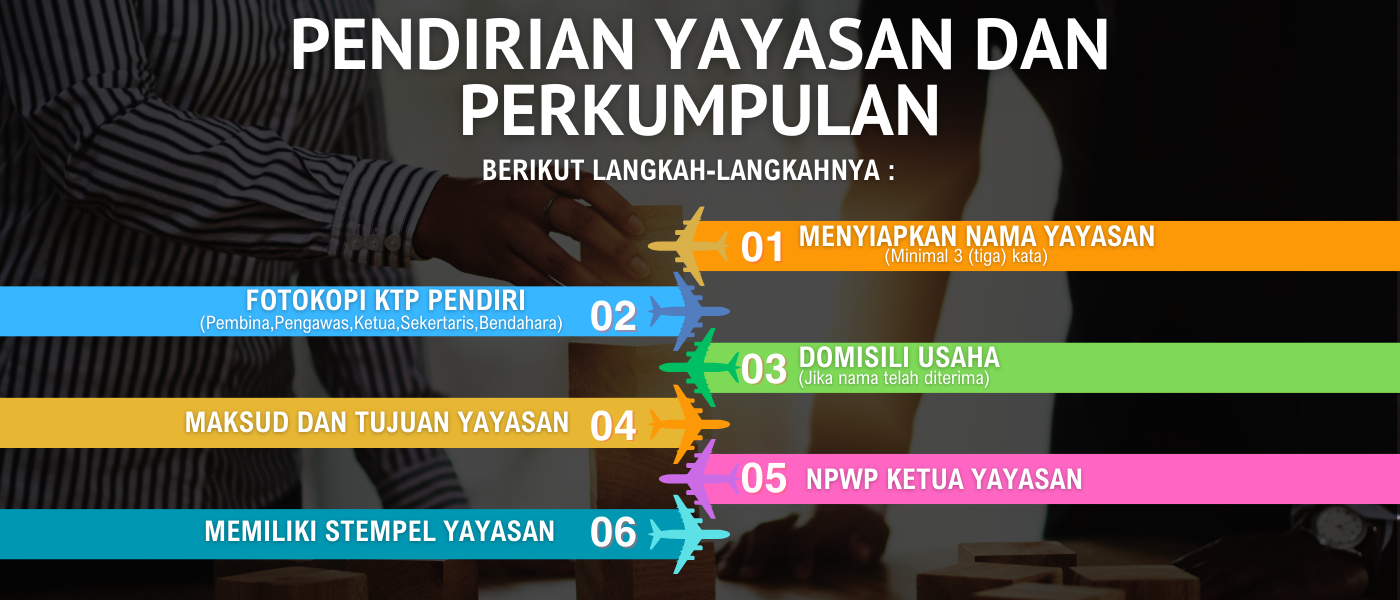 PENDIRIAN YAYASAN DAN
PERKUMPULAN
BERIKUT LANGKAH-LANGKAHNYA :
01 MENYIAPKAN NAMA YAYASAN
(Minimal 3 (tiga) kata)
FOTOKOPI KTP PENDIRI 02
(Pembina,Pengawas,Ketua,Sekertaris,Bendahara)
03 DOMISILI USAHA
(Jika nama telah diterima)
MAKSUD DAN TUJUAN YAYASAN 04
05 NPWP KETUA YAYASAN
MEMILIKI STEMPEL YAYASAN 06